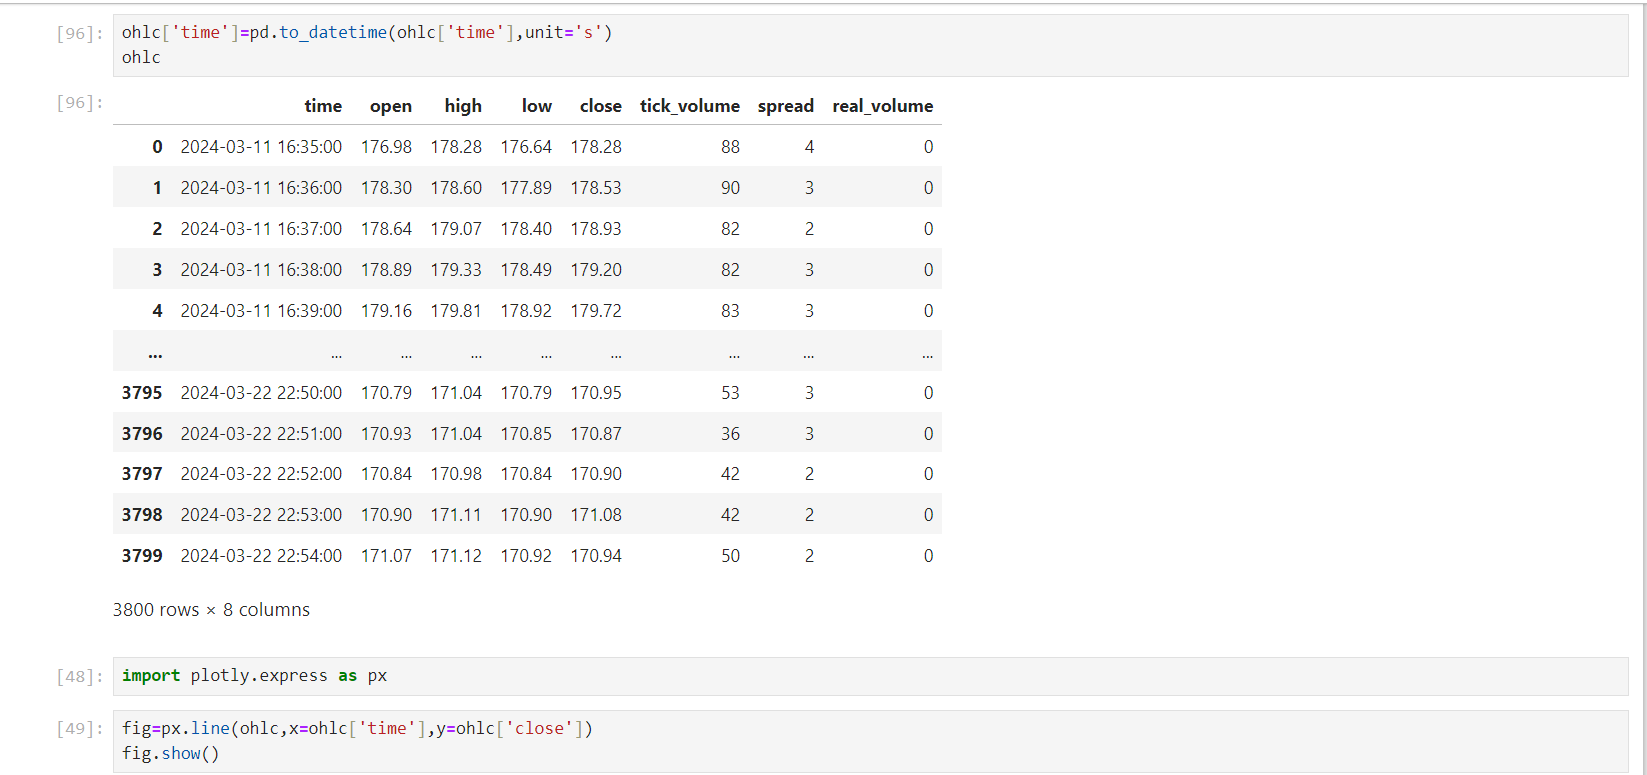 [96]: ohlc['time']=pd.to_datetime(ohlc['time'],unit='s')
ohlc
[96]: time open high low close tick_volume spread real_volume
0 2024-03-11 16:35:00 176.98 178.28 176.64 178.28 88 4 0
1 2024-03-11 16:36:00 178.30 178.60 177.89 178.53 90 3 0
2 2024-03-11 16:37:00 178.64 179.07 178.40 178.93 82 2 0
3 2024-03-11 16:38:00 178.89 179.33 178.49 179.20 82 3 0
4 2024-03-11 16:39:00 179.16 179.81 178.92 179.72 83 3 0
... ... ... ... ... ... ... ... ...
3795 2024-03-22 22:50:00 170.79 171.04 170.79 170.95 53 3 0
3796 2024-03-22 22:51:00 170.93 171.04 170.85 170.87 36 3 0
3797 2024-03-22 22:52:00 170.84 170.98 170.84 170.90 42 2 0
3798 2024-03-22 22:53:00 170.90 171.11 170.90 171.08 42 2 0
3799 2024-03-22 22:54:00 171.07 171.12 170.92 170.94 50 2 0
3800 rows × 8 columns
[48]: import plotly.express as px
[49]: fig=px.line(ohlc,x=ohlc['time'],y=ohlc['close'])
fig.show()